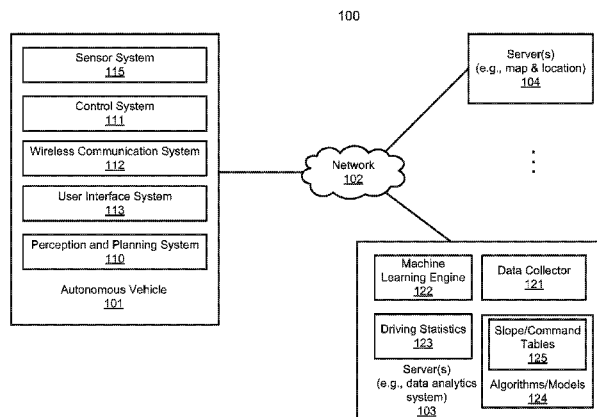 100
Sensor System
115
Control System
111
Wireless Communication System
112
User Interface System
113
Perception and Planning System
110
Autonomous Vehicle
101
Network
102
Server(s)
(e.g., map & location)
104
Machine
Learning Engine
122
Data Collector
121
Driving Statistics
123
Slope/Command
Tables
125
Server(s)
(e.g., data analytics
system)
103
Algorithms/Models
124